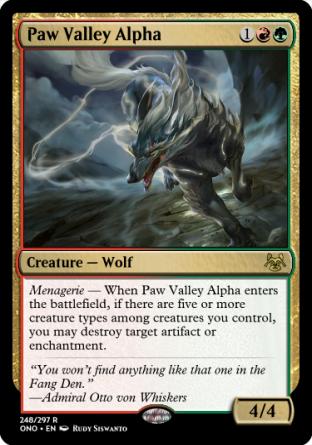 Paw Valley Alpha 1
Creature — Wolf
Menagerie — When Paw Valley Alpha enters
the battlefield, if there are five or more
creature types among creatures you control,
you may destroy target artifact or
enchantment.
“You won’t find anything like that one in the
Fang Den.”
—Admiral Otto von Whiskers
4/4
248/297 R
ONO • EN Rudy Siswanto